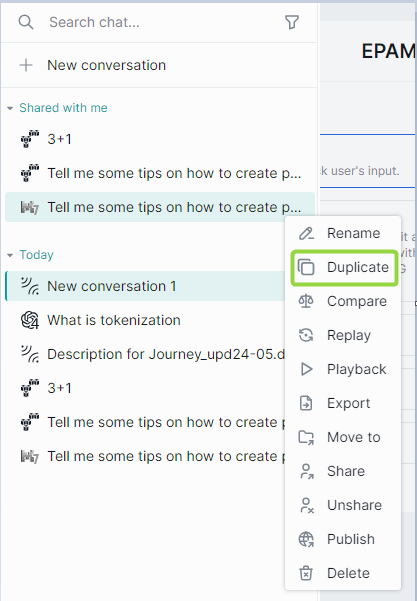 Search chat...
EPAM
New conversation
Shared with me
3+1
Tell me some tips on how to create p...
k user's input.
Tell me some tips on how to create p...
Rename
Today
Duplicate
New conversation 1
Compare
What is tokenization
Replay
Description for Journey_upd24-05.d
Playback
3+1
Export
Tell me some tips on how to create p
Move to
Tell me some tips on how to create p
Share
Unshare
Publish
Delete